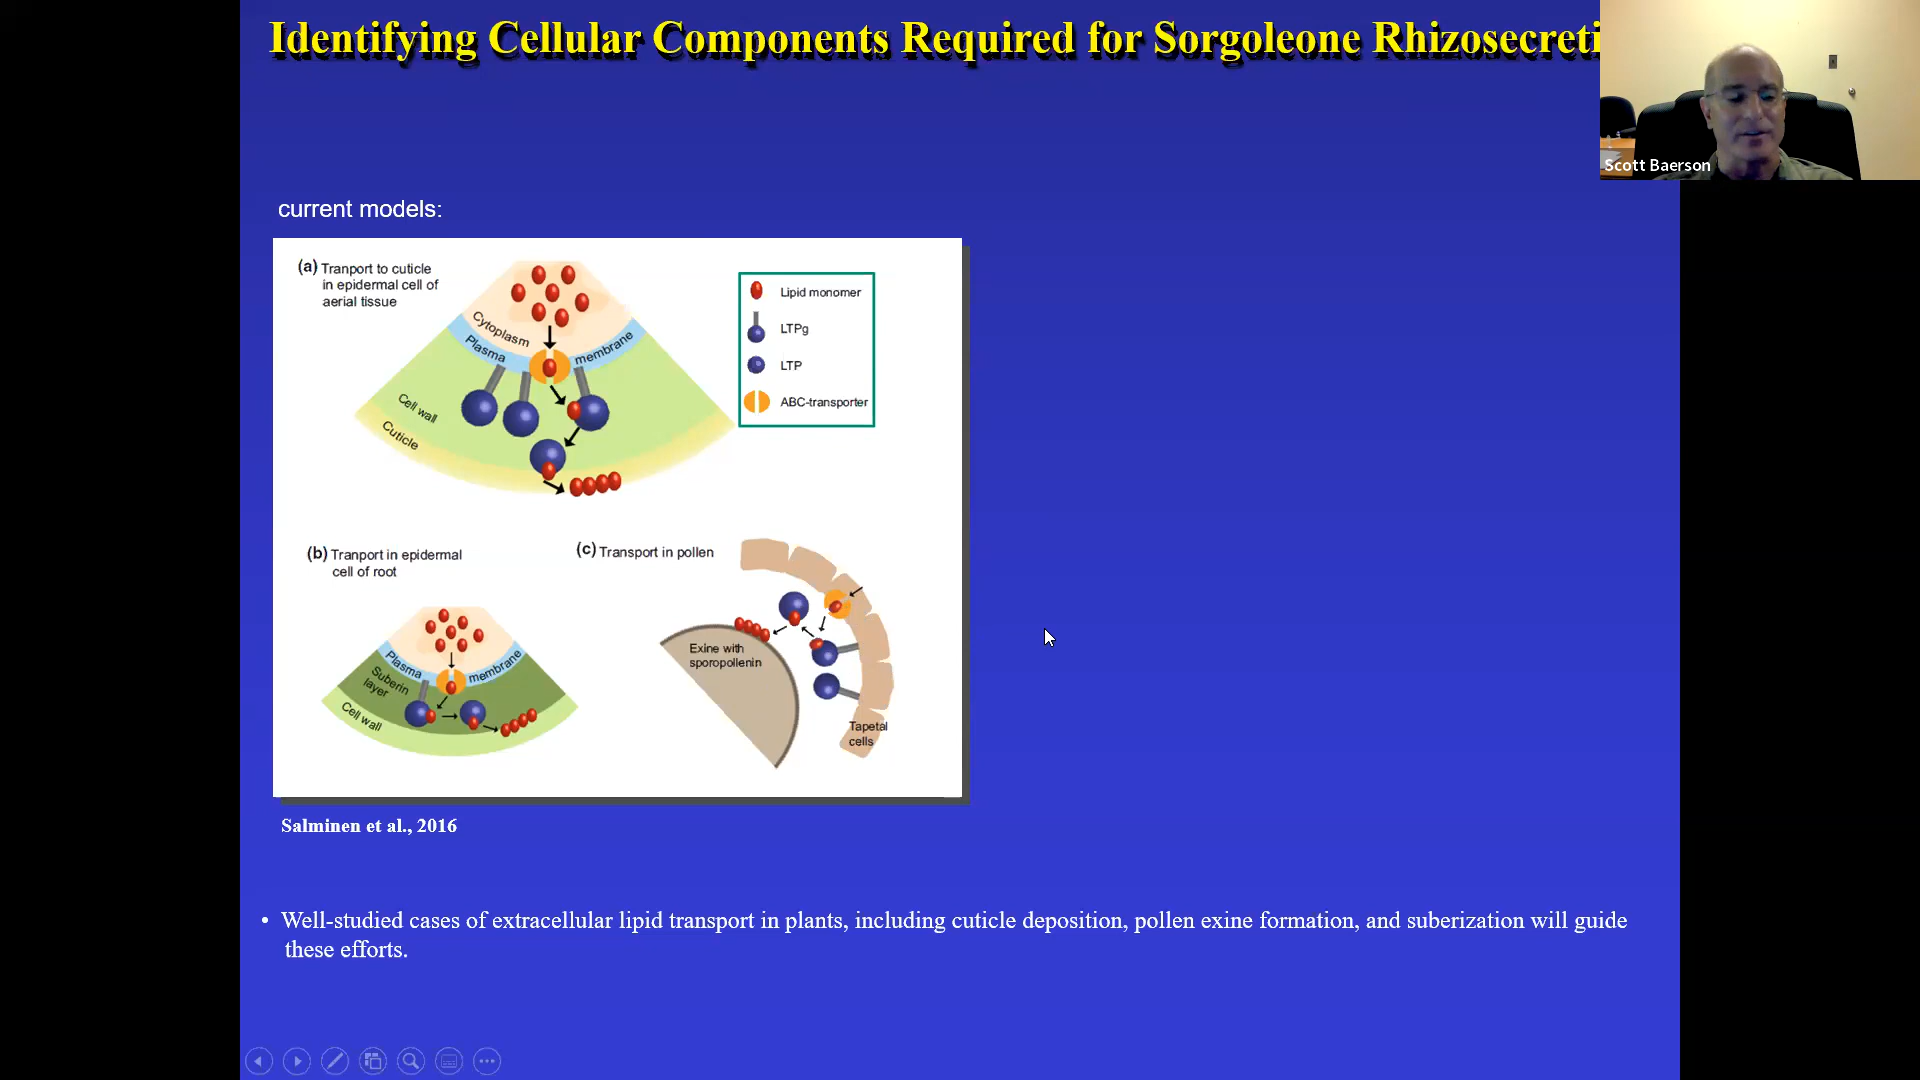 Identifying Cellular Components Required for Sorgoleone Rhizosecreti
Scott Baerson
current models:
(a) Tranport to cuticle
in epidermal cell of
aerial tissue
Cytoplasm
Plasma membrane
Cell wall
Cuticle
Lipid monomer
LTPg
LTP
ABC-transporter
(b) Tranport in epidermal
cell of root
Plasma membrane
Suberin
layer
Cell wall
(c) Transport in pollen
Exine with
sporopollenin
Tapetal
cells
Salminen et al., 2016
• Well-studied cases of extracellular lipid transport in plants, including cuticle deposition, pollen exine formation, and suberization will guide
these efforts.